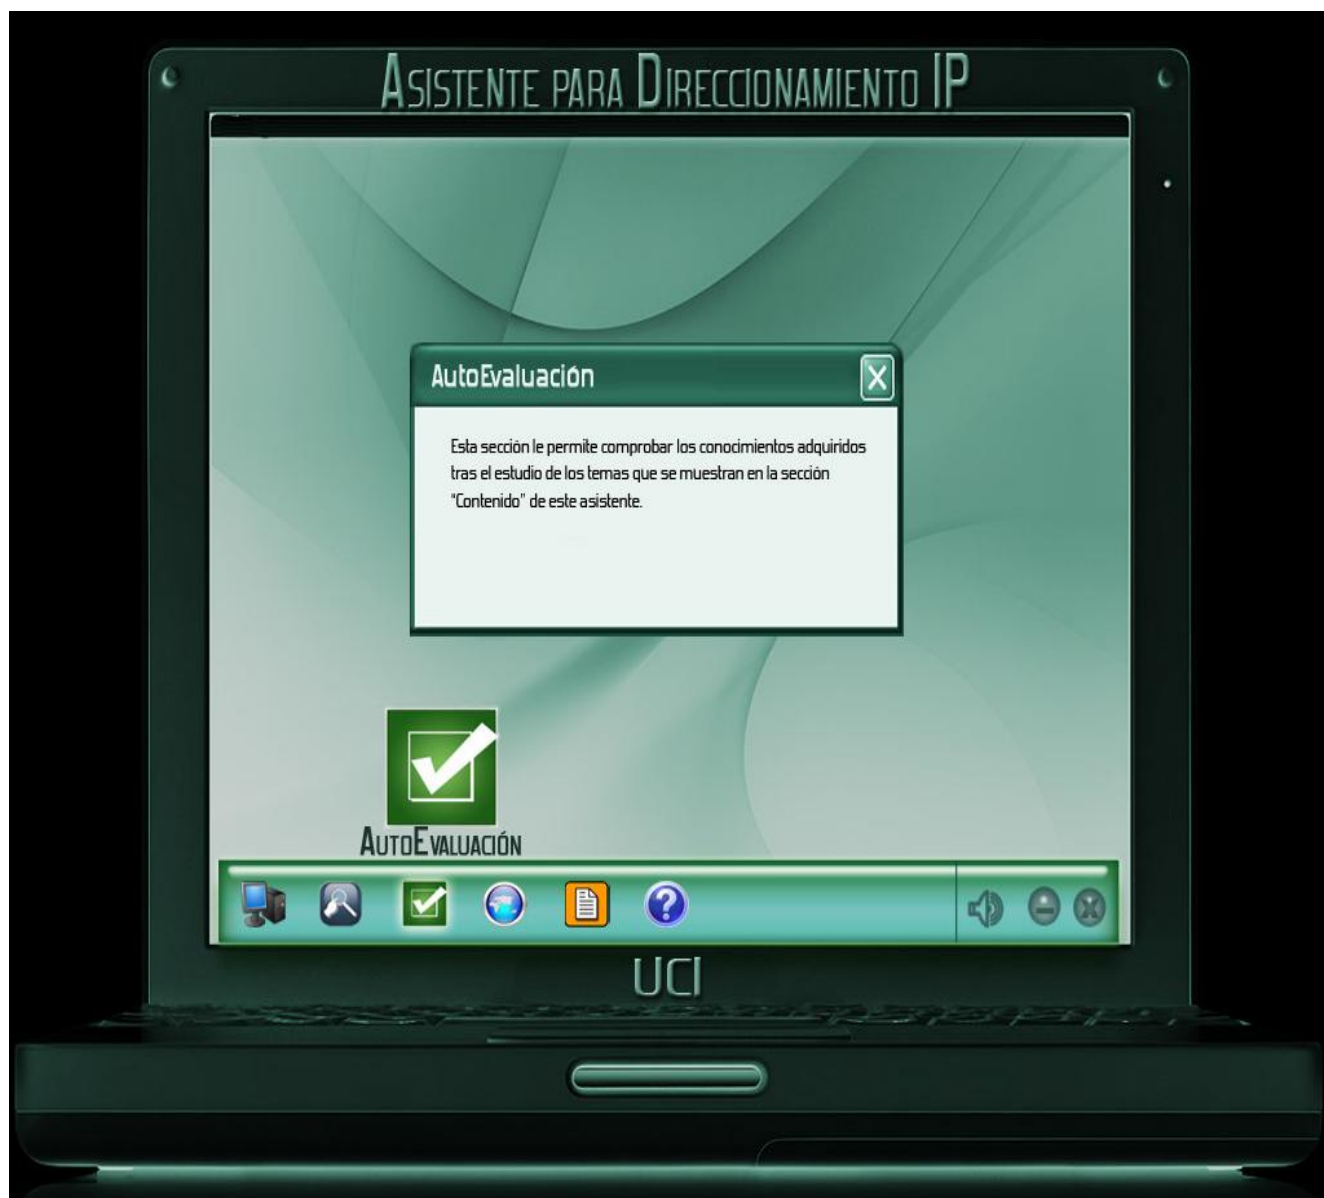 ASISTENTE PARA DIRECCIONAMIENTO IP
AutoEvaluación
Esta sección le permite comprobar los conocimientos adquiridos
tras el estudio de los temas que se muestran en la sección
"Contenido" de este asistente.
AUTOEVALUACIÓN
UCI